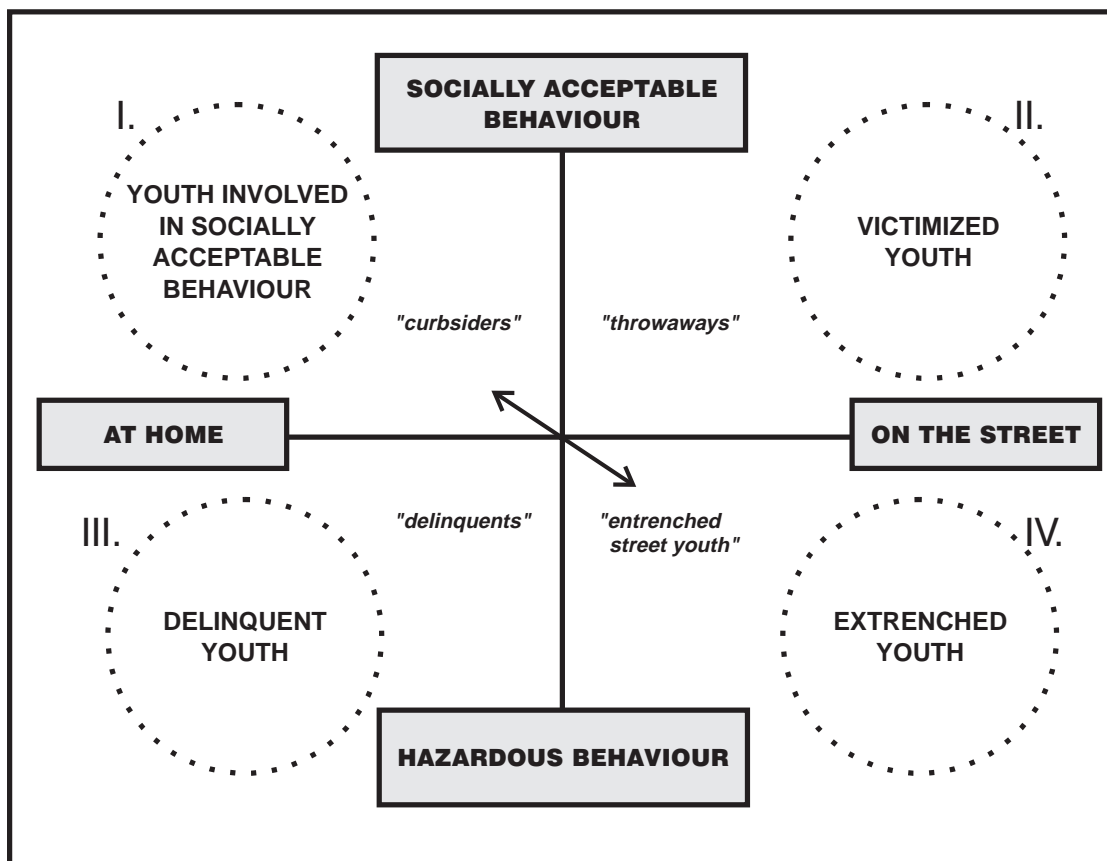 SOCIALLY ACCEPTABLE
BEHAVIOUR
I.
YOUTH INVOLVED
IN SOCIALLY
ACCEPTABLE
BEHAVIOUR
II.
VICTIMIZED
YOUTH
"curbsiders"
"throwaways"
AT HOME
ON THE STREET
III.
DELINQUENT
YOUTH
"delinquents"
"entrenched
street youth"
IV.
EXTRENCHED
YOUTH
HAZARDOUS BEHAVIOUR